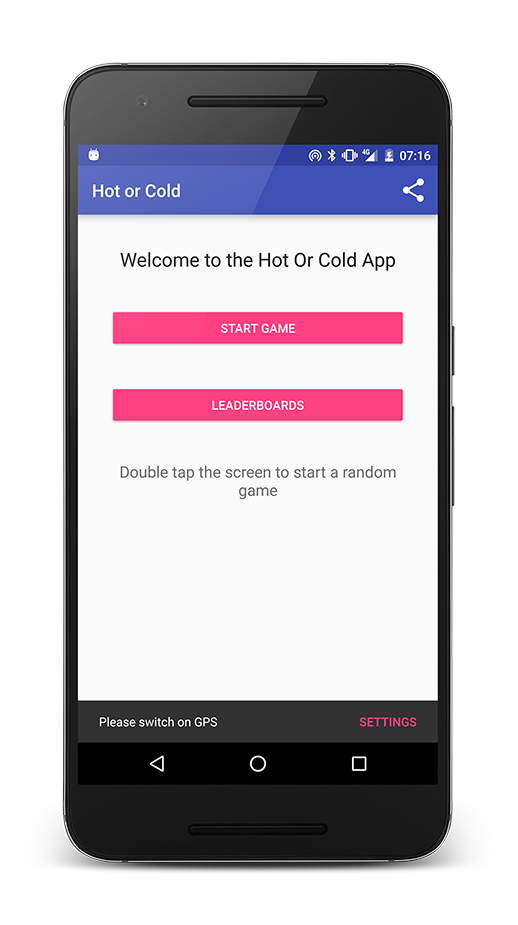 4G 07:16
Hot or Cold
Welcome to the Hot Or Cold App
START GAME
LEADERBOARDS
Double tap the screen to start a random
game
Please switch on GPS SETTINGS